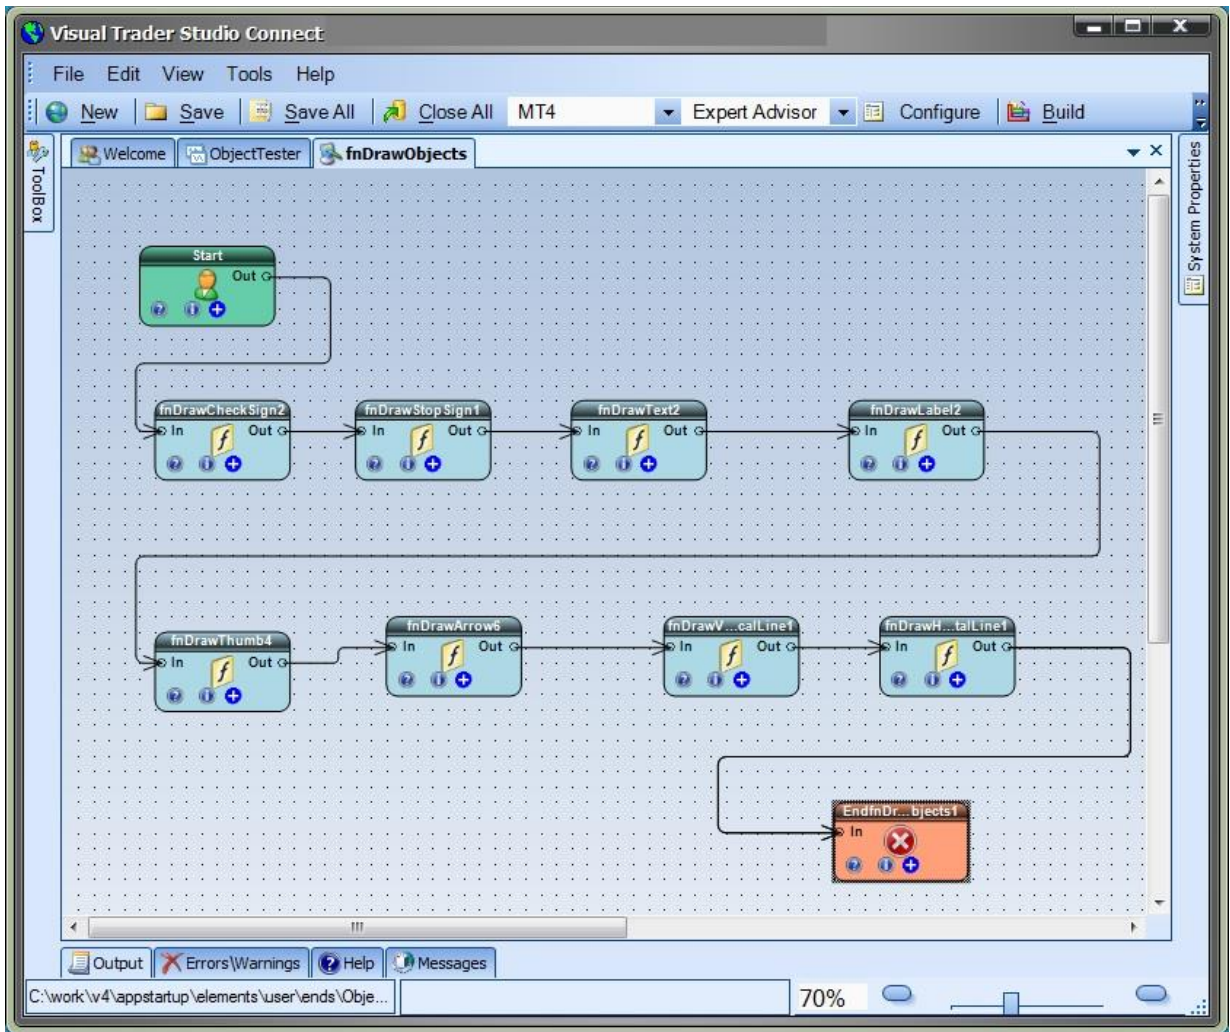 Visual Trader Studio Connect
File Edit View Tools Help
New Save Save All Close All MT4 Expert Advisor Configure Build
Welcome ObjectTester fnDrawObjects
ToolBox
System Properties
Start
Out
fnDrawCheckSign2 fnDrawStopSign1 fnDrawText2 fnDrawLabel2
In Out In Out In Out In Out
fnDrawThumb4 fnDrawArrow6 fnDrawV...calLine1 fnDrawH...talLine1
In Out In Out In Out In Out
EndfnDr...bjects1
In
Output Errors\Warnings Help Messages
C:\work\v4\appstartup\elements\user\ends\Obje... 70%